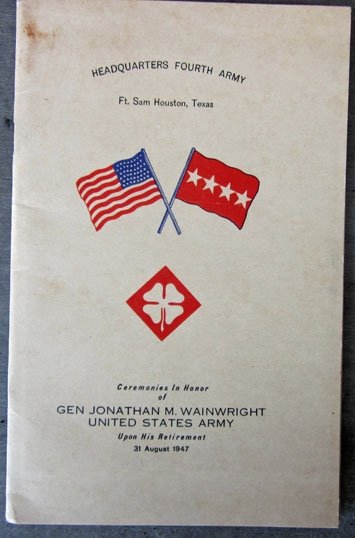 HEADQUARTERS FOURTH ARMY
Ft. Sam Houston, Texas
Ceremonies In Honor
of
GEN JONATHAN M. WAINWRIGHT
UNITED STATES ARMY
Upon His Retirement
31 August 1947